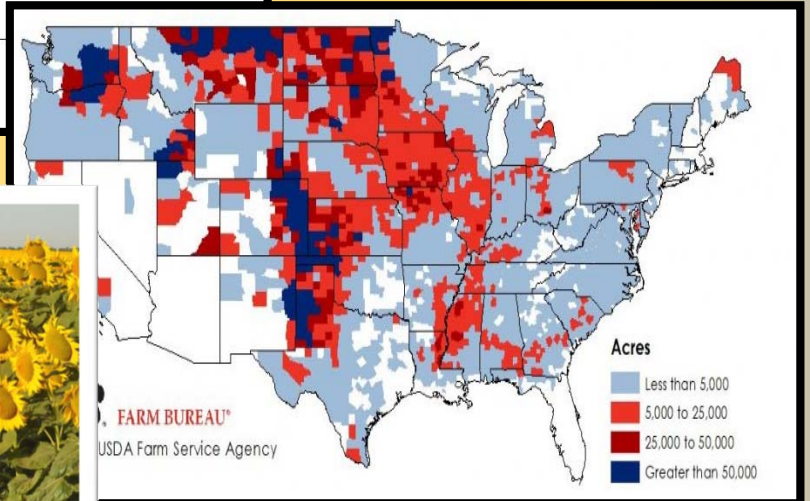 Acres
Less than 5,000
5,000 to 25,000
25,000 to 50,000
Greater than 50,000
FARM BUREAU®
USDA Farm Service Agency